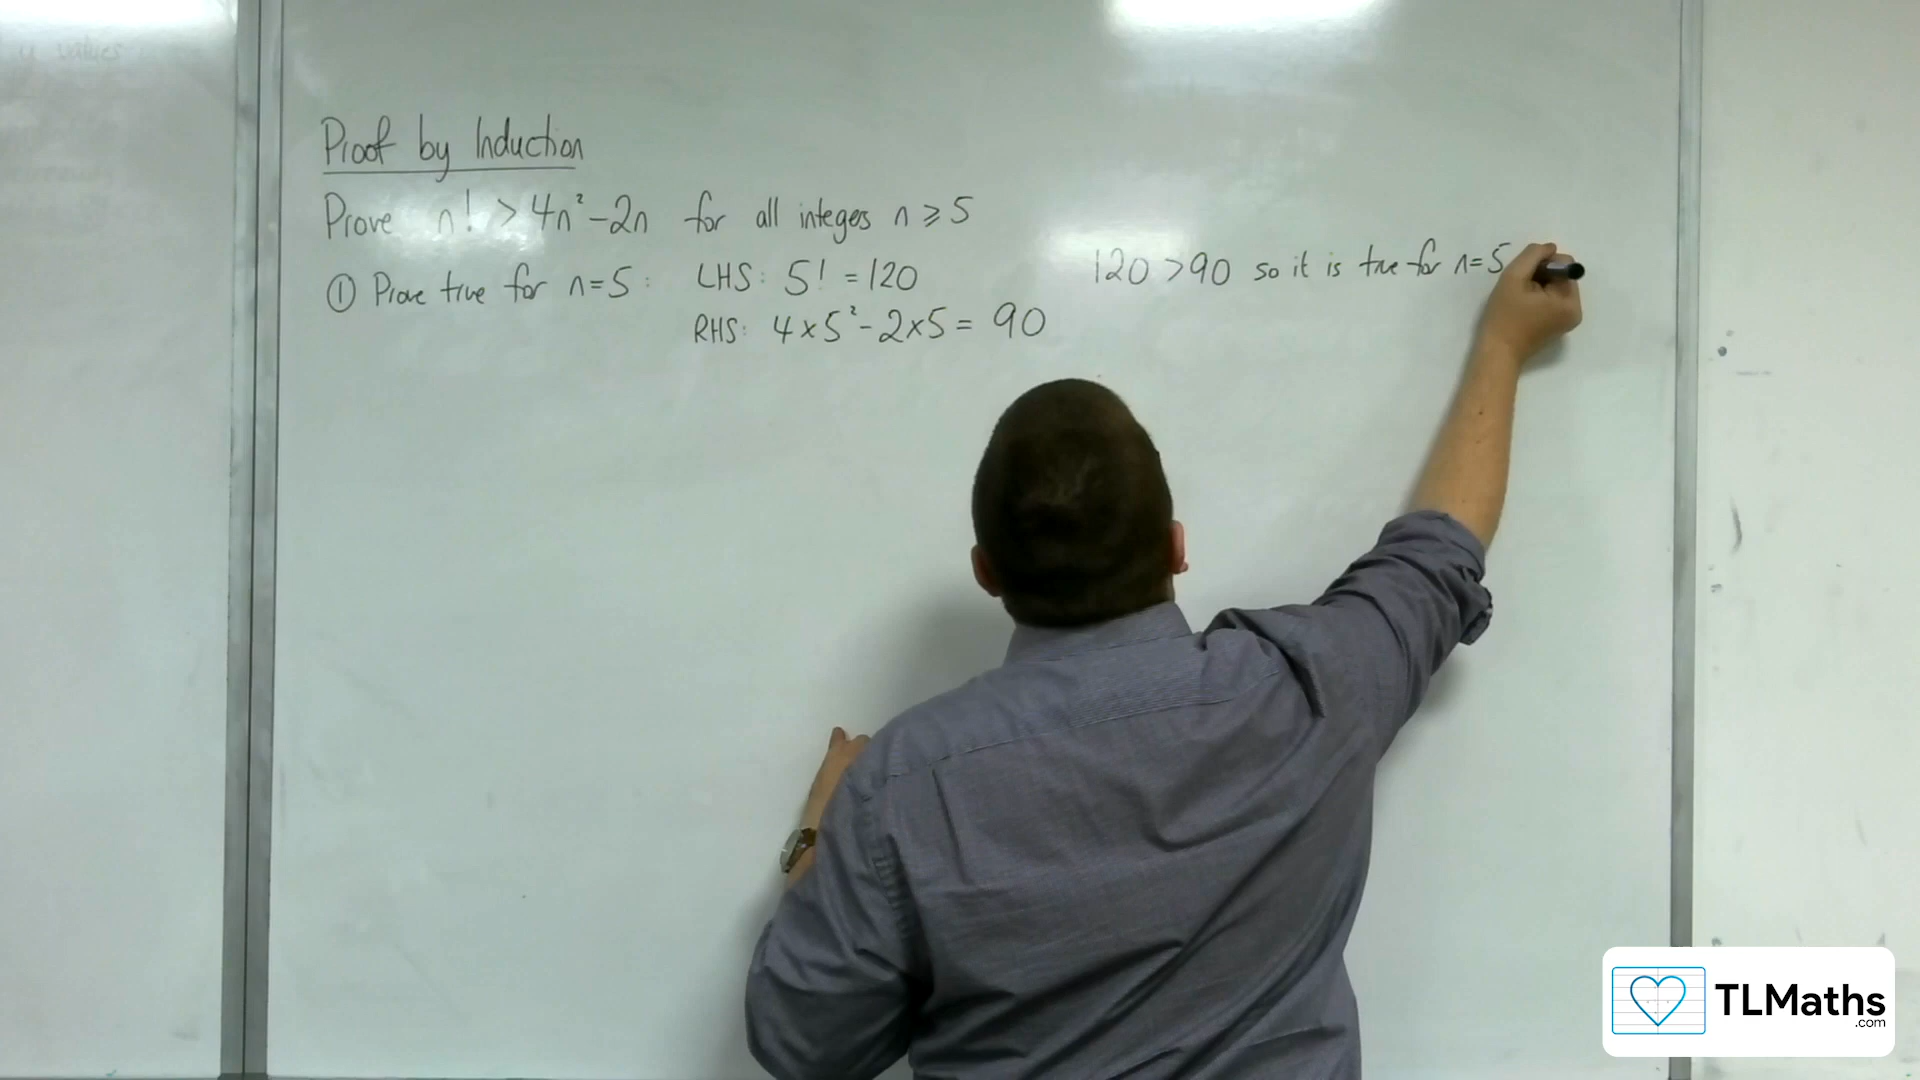 y values
Proof by Induction
Prove n! > 4n² - 2n for all integers n ⩾ 5
① Prove true for n=5 : LHS: 5! = 120
RHS: 4 × 5² - 2 × 5 = 90
120 > 90 so it is true for n=5
TLMaths
.com